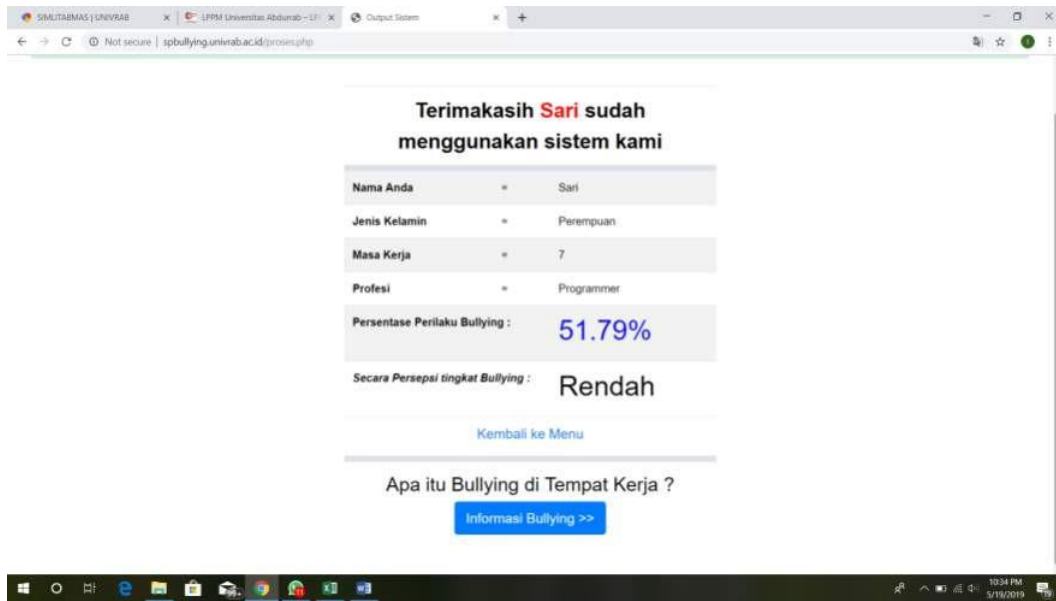 SIMLITABMAS | UNIVRAB
LPPM Universitas Abdurrab – LP
Output Sistem
Not secure | spbullying.univrab.ac.id/proses.php
Terimakasih Sari sudah
menggunakan sistem kami
Nama Anda = Sari
Jenis Kelamin = Perempuan
Masa Kerja = 7
Profesi = Programmer
Persentase Perilaku Bullying : 51.79%
Secara Persepsi tingkat Bullying : Rendah
Kembali ke Menu
Apa itu Bullying di Tempat Kerja ?
Informasi Bullying >>
10:34 PM
5/19/2019